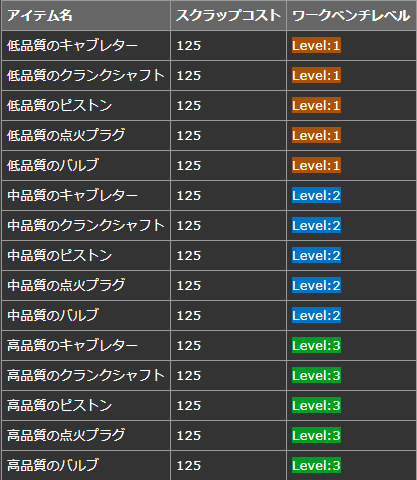 アイテム名 スクラップコスト ワークベンチレベル
低品質のキャブレター 125 Level:1
低品質のクランクシャフト 125 Level:1
低品質のピストン 125 Level:1
低品質の点火プラグ 125 Level:1
低品質のバルブ 125 Level:1
中品質のキャブレター 125 Level:2
中品質のクランクシャフト 125 Level:2
中品質のピストン 125 Level:2
中品質の点火プラグ 125 Level:2
中品質のバルブ 125 Level:2
高品質のキャブレター 125 Level:3
高品質のクランクシャフト 125 Level:3
高品質のピストン 125 Level:3
高品質の点火プラグ 125 Level:3
高品質のバルブ 125 Level:3